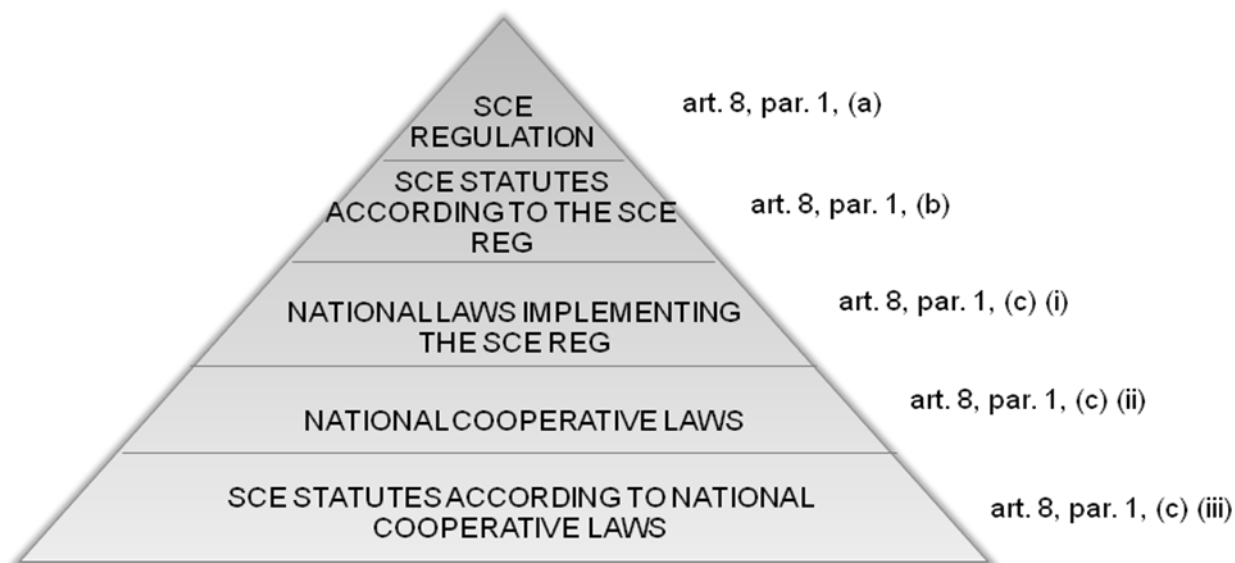 SCE
REGULATION
art. 8, par. 1, (a)
SCE STATUTES
ACCORDING TO THE SCE
REG
art. 8, par. 1, (b)
NATIONAL LAWS IMPLEMENTING
THE SCE REG
art. 8, par. 1, (c) (i)
NATIONAL COOPERATIVE LAWS
art. 8, par. 1, (c) (ii)
SCE STATUTES ACCORDING TO NATIONAL
COOPERATIVE LAWS
art. 8, par. 1, (c) (iii)